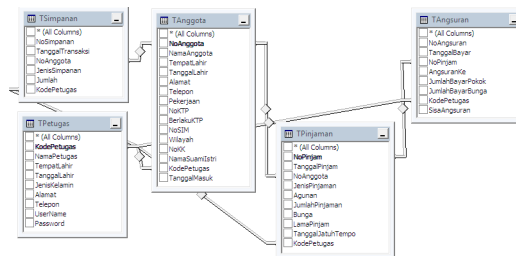 TSimpanan
* (All Columns)
NoSimpanan
TanggalTransaksi
NoAnggota
JenisSimpanan
Jumlah
KodePetugas
TPetugas
* (All Columns)
KodePetugas
NamaPetugas
TempatLahir
TanggalLahir
JenisKelamin
Alamat
Telepon
UserName
Password
TAnggota
* (All Columns)
NoAnggota
NamaAnggota
TempatLahir
TanggalLahir
Alamat
Telepon
Pekerjaan
NoKTP
BerlakuKTP
NoSIM
Wilayah
NoKK
NamaSuamiIstri
KodePetugas
TanggalMasuk
TPinjaman
* (All Columns)
NoPinjam
TanggalPinjam
NoAnggota
JenisPinjaman
Agunan
JumlahPinjaman
Bunga
LamaPinjam
TanggalJatuhTempo
KodePetugas
TAngsuran
* (All Columns)
NoAngsuran
TanggalBayar
NoPinjam
AngsuranKe
JumlahBayarPokok
JumlahBayarBunga
KodePetugas
SisaAngsuran